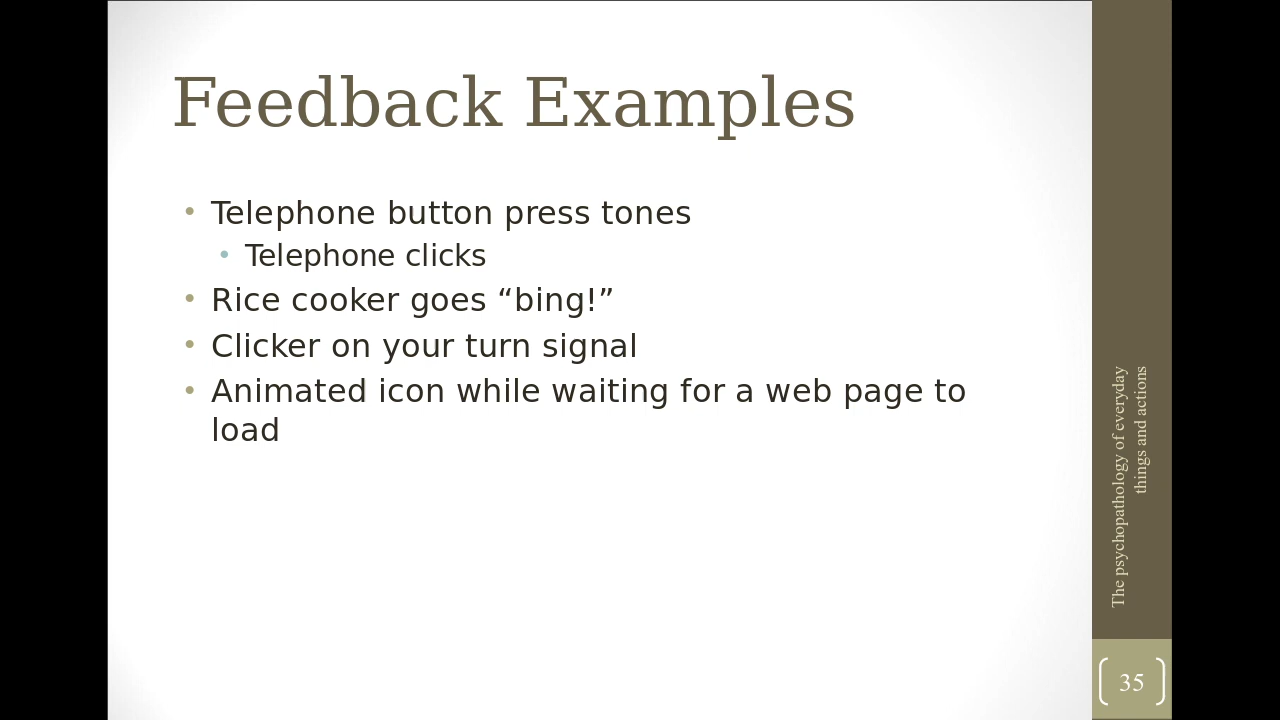 Feedback Examples
• Telephone button press tones
• Telephone clicks
• Rice cooker goes “bing!”
• Clicker on your turn signal
• Animated icon while waiting for a web page to
load
The psychopathology of everyday
things and actions
35